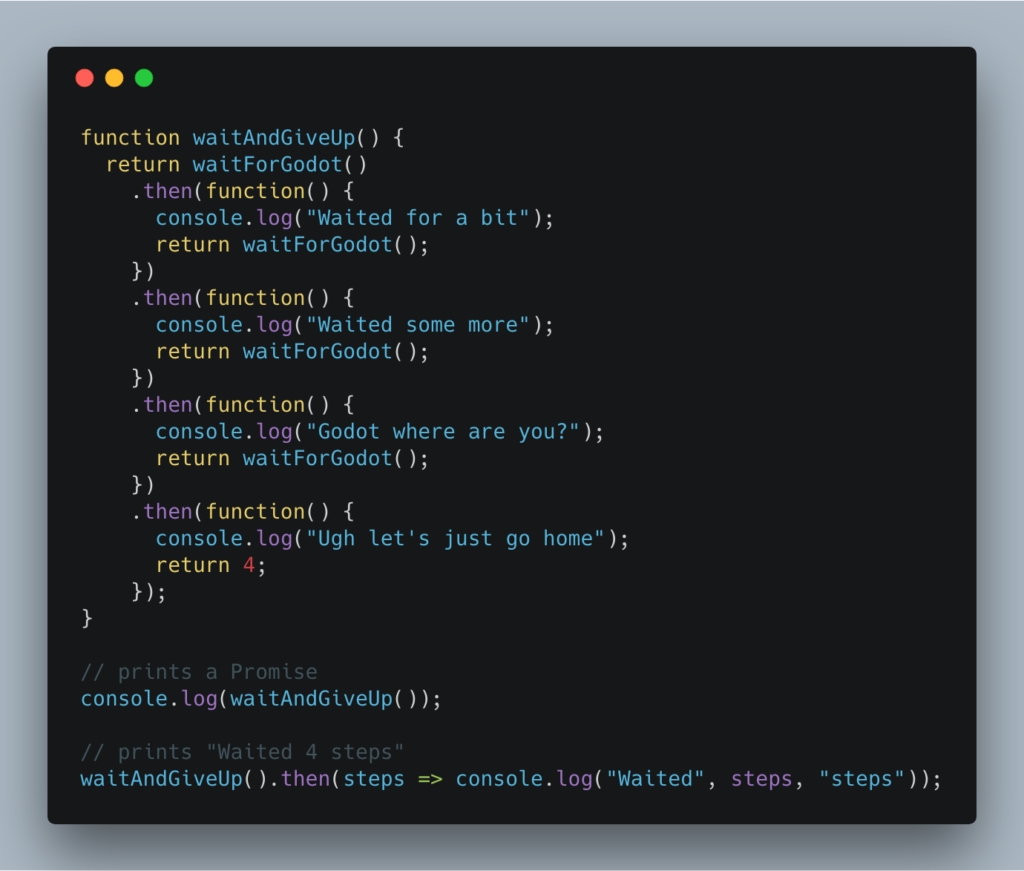 function waitAndGiveUp() {
  return waitForGodot()
    .then(function() {
      console.log("Waited for a bit");
      return waitForGodot();
    })
    .then(function() {
      console.log("Waited some more");
      return waitForGodot();
    })
    .then(function() {
      console.log("Godot where are you?");
      return waitForGodot();
    })
    .then(function() {
      console.log("Ugh let's just go home");
      return 4;
    });
}

// prints a Promise
console.log(waitAndGiveUp());

// prints "Waited 4 steps"
waitAndGiveUp().then(steps => console.log("Waited", steps, "steps"));